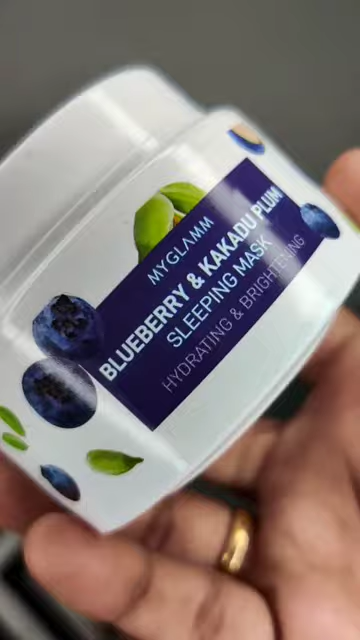 MYGLAMM
BLUEBERRY & KAKADU PLUM
SLEEPING MASK
HYDRATING & BRIGHTENING